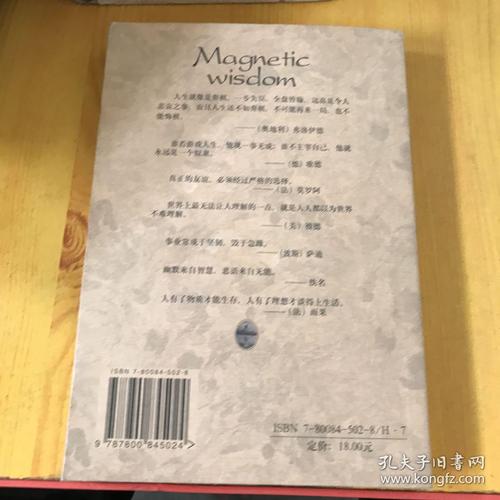 Magnetic
wisdom
人生就像是弈棋，一步失误，全盘皆输，这真是令人
悲哀之事；而且人生还不如弈棋，不可能再来一局，也不
能悔棋。
——（奥地利）弗洛伊德
谁若游戏人生，他就一事无成；谁不主宰自己，他就
永远是一个奴隶。
——（德）歌德
真正的友谊，必须经过严格的选择。
——（法）莫罗阿
世界上最无法让人理解的一点，就是人人都以为世界
不难理解。
——（美）
事业常成于坚韧，毁于急躁。
——（波斯）萨迪
幽默来自智慧，恶语来自无能。
——佚名
人有了物质才能生存，人有了理想才谈得上生活。
——（法）雨果
ISBN 7-80084-502-8
9 787800 845024 >
ISBN 7-80084-502-8/H·7
定价：18.00元
孔夫子旧书网
www.kongfz.com